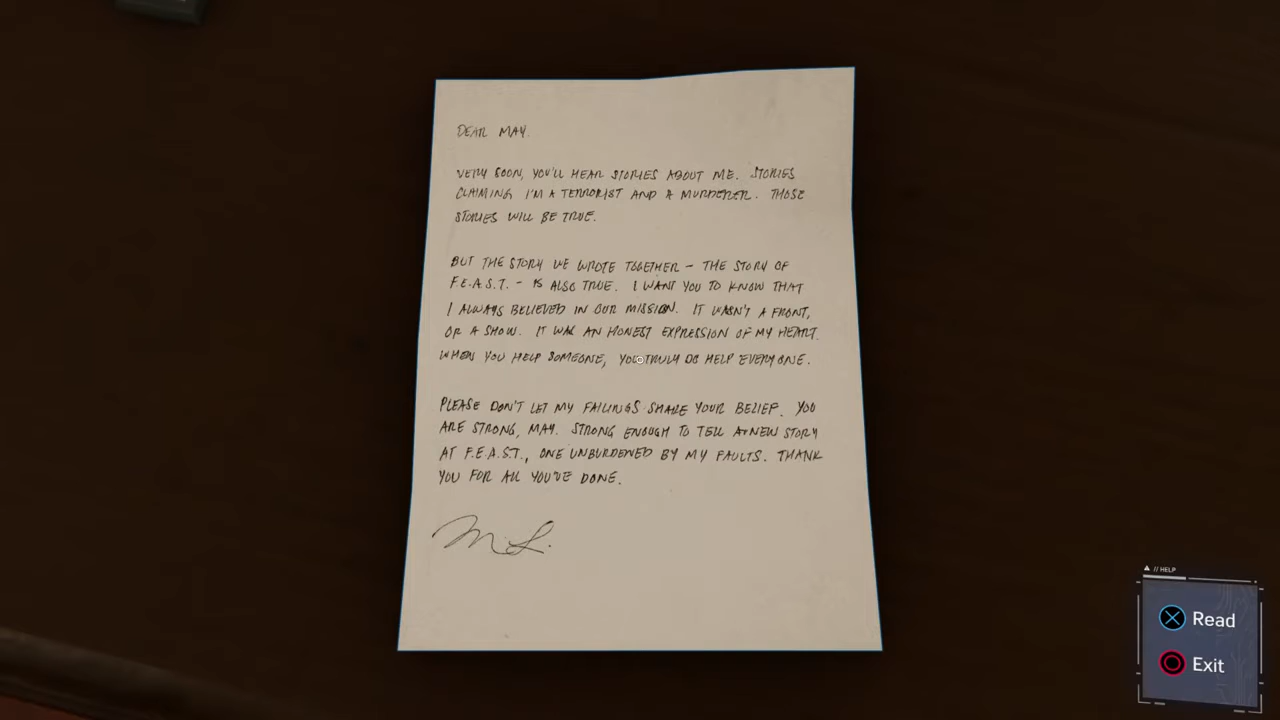 DEAR MAY.
VERY SOON, YOU'LL HEAR STORIES ABOUT ME. STORIES
CLAIMING I'M A TERRORIST AND A MURDERER. THOSE
STORIES WILL BE TRUE.
BUT THE STORY WE WROTE TOGETHER - THE STORY OF
F.E.A.S.T. - IS ALSO TRUE. I WANT YOU TO KNOW THAT
I ALWAYS BELIEVED IN OUR MISSION. IT WASN'T A FRONT,
OR A SHOW. IT WAS AN HONEST EXPRESSION OF MY HEART.
WHEN YOU HELP SOMEONE, YOU TRULY DO HELP EVERYONE.
PLEASE DON'T LET MY FAILINGS SHAKE YOUR BELIEF. YOU
ARE STRONG, MAY. STRONG ENOUGH TO TELL A NEW STORY
AT F.E.A.S.T., ONE UNBURDENED BY MY FAULTS. THANK
YOU FOR ALL YOU'VE DONE.
M. L.
// HELP
Read
Exit